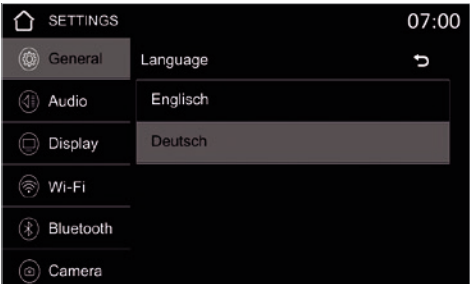 SETTINGS 07:00
General
Language
Audio
Englisch
Display
Deutsch
Wi-Fi
Bluetooth
Camera